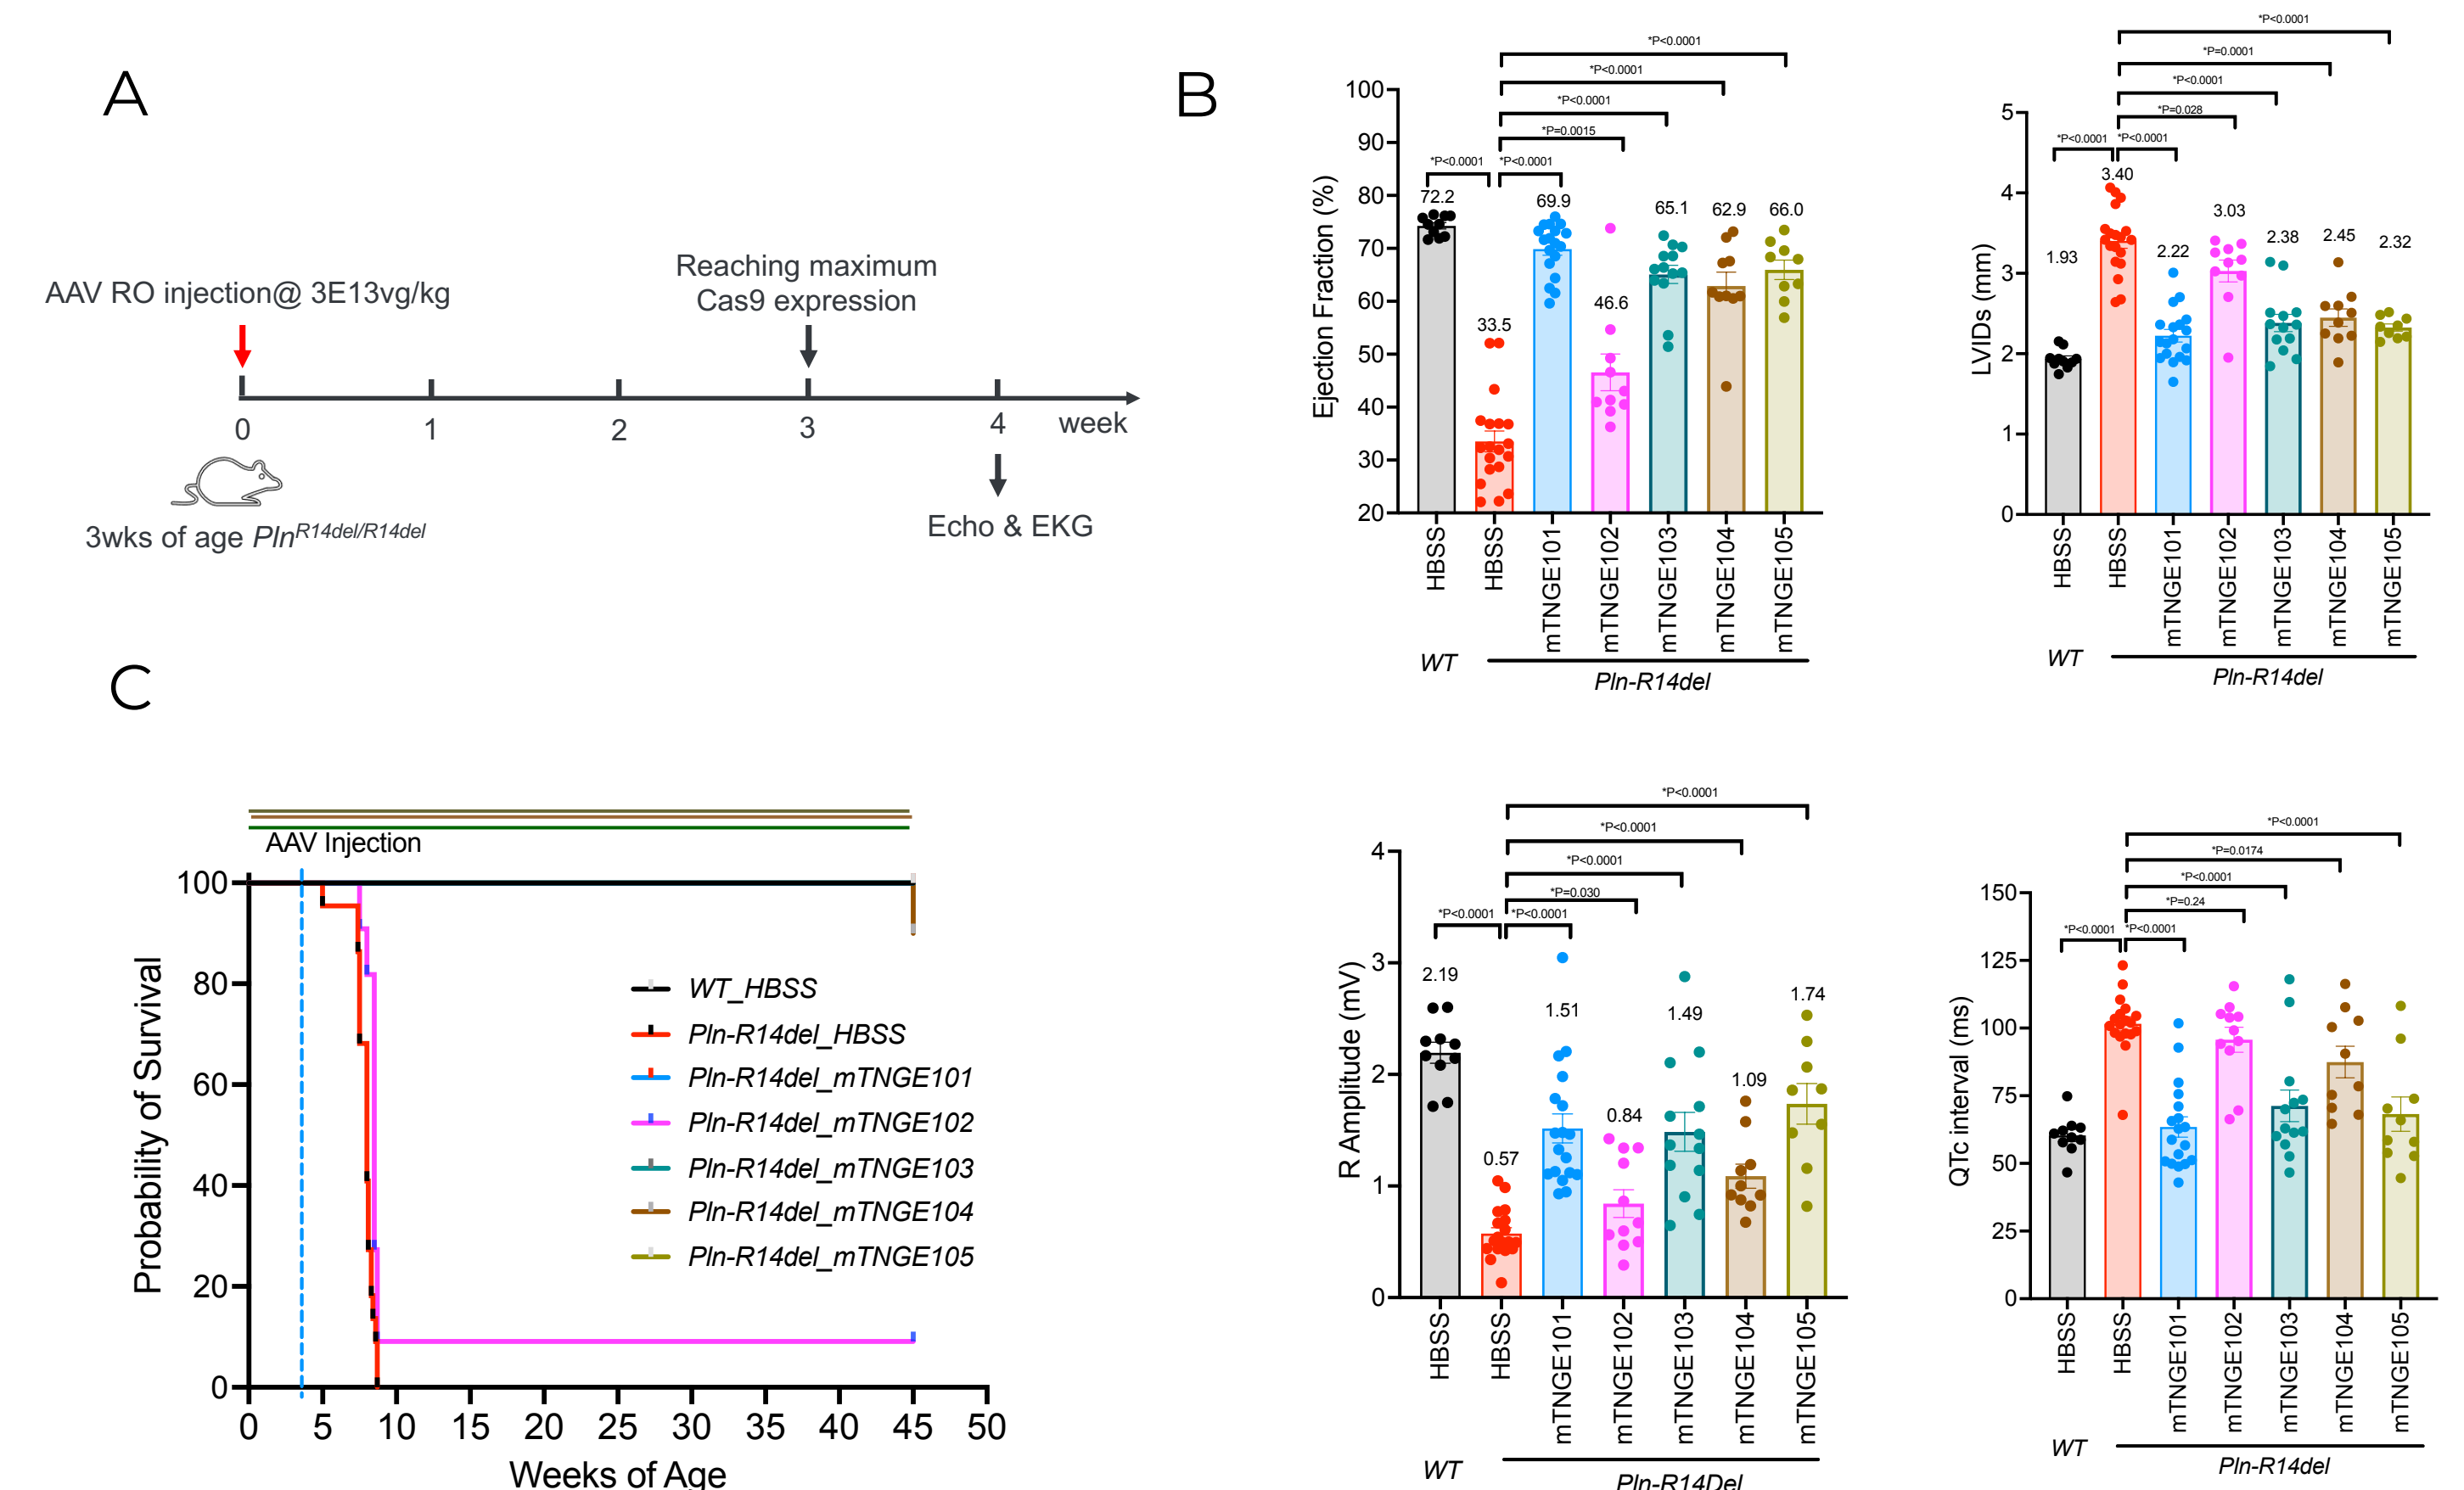 A
AAV RO injection@ 3E13vg/kg
Reaching maximum
Cas9 expression
0
1
2
3
4
week
3wks of age Pln^R14del/R14del
Echo & EKG
B
*P<0.0001
*P<0.0001
*P<0.0001
*P=0.0015
*P<0.0001
*P<0.0001
Ejection Fraction (%)
100
90
80
70
60
50
40
30
20
72.2
33.5
69.9
46.6
65.1
62.9
66.0
HBSS
HBSS
mTNGE101
mTNGE102
mTNGE103
mTNGE104
mTNGE105
WT
Pln-R14del
*P<0.0001
*P=0.0001
*P<0.0001
*P=0.028
*P<0.0001
*P<0.0001
LVIDs (mm)
5
4
3
2
1
0
1.93
3.40
2.22
3.03
2.38
2.45
2.32
HBSS
HBSS
mTNGE101
mTNGE102
mTNGE103
mTNGE104
mTNGE105
WT
Pln-R14del
*P<0.0001
*P<0.0001
*P<0.0001
*P=0.030
*P<0.0001
*P<0.0001
R Amplitude (mV)
4
3
2
1
0
2.19
0.57
1.51
0.84
1.49
1.09
1.74
HBSS
HBSS
mTNGE101
mTNGE102
mTNGE103
mTNGE104
mTNGE105
WT
Pln-R14Del
*P<0.0001
*P=0.0174
*P<0.0001
*P=0.24
*P<0.0001
*P<0.0001
QTc interval (ms)
150
125
100
75
50
25
0
HBSS
HBSS
mTNGE101
mTNGE102
mTNGE103
mTNGE104
mTNGE105
WT
Pln-R14del
C
AAV Injection
Probability of Survival
100
80
60
40
20
0
WT_HBSS
Pln-R14del_HBSS
Pln-R14del_mTNGE101
Pln-R14del_mTNGE102
Pln-R14del_mTNGE103
Pln-R14del_mTNGE104
Pln-R14del_mTNGE105
0
5
10
15
20
25
30
35
40
45
50
Weeks of Age